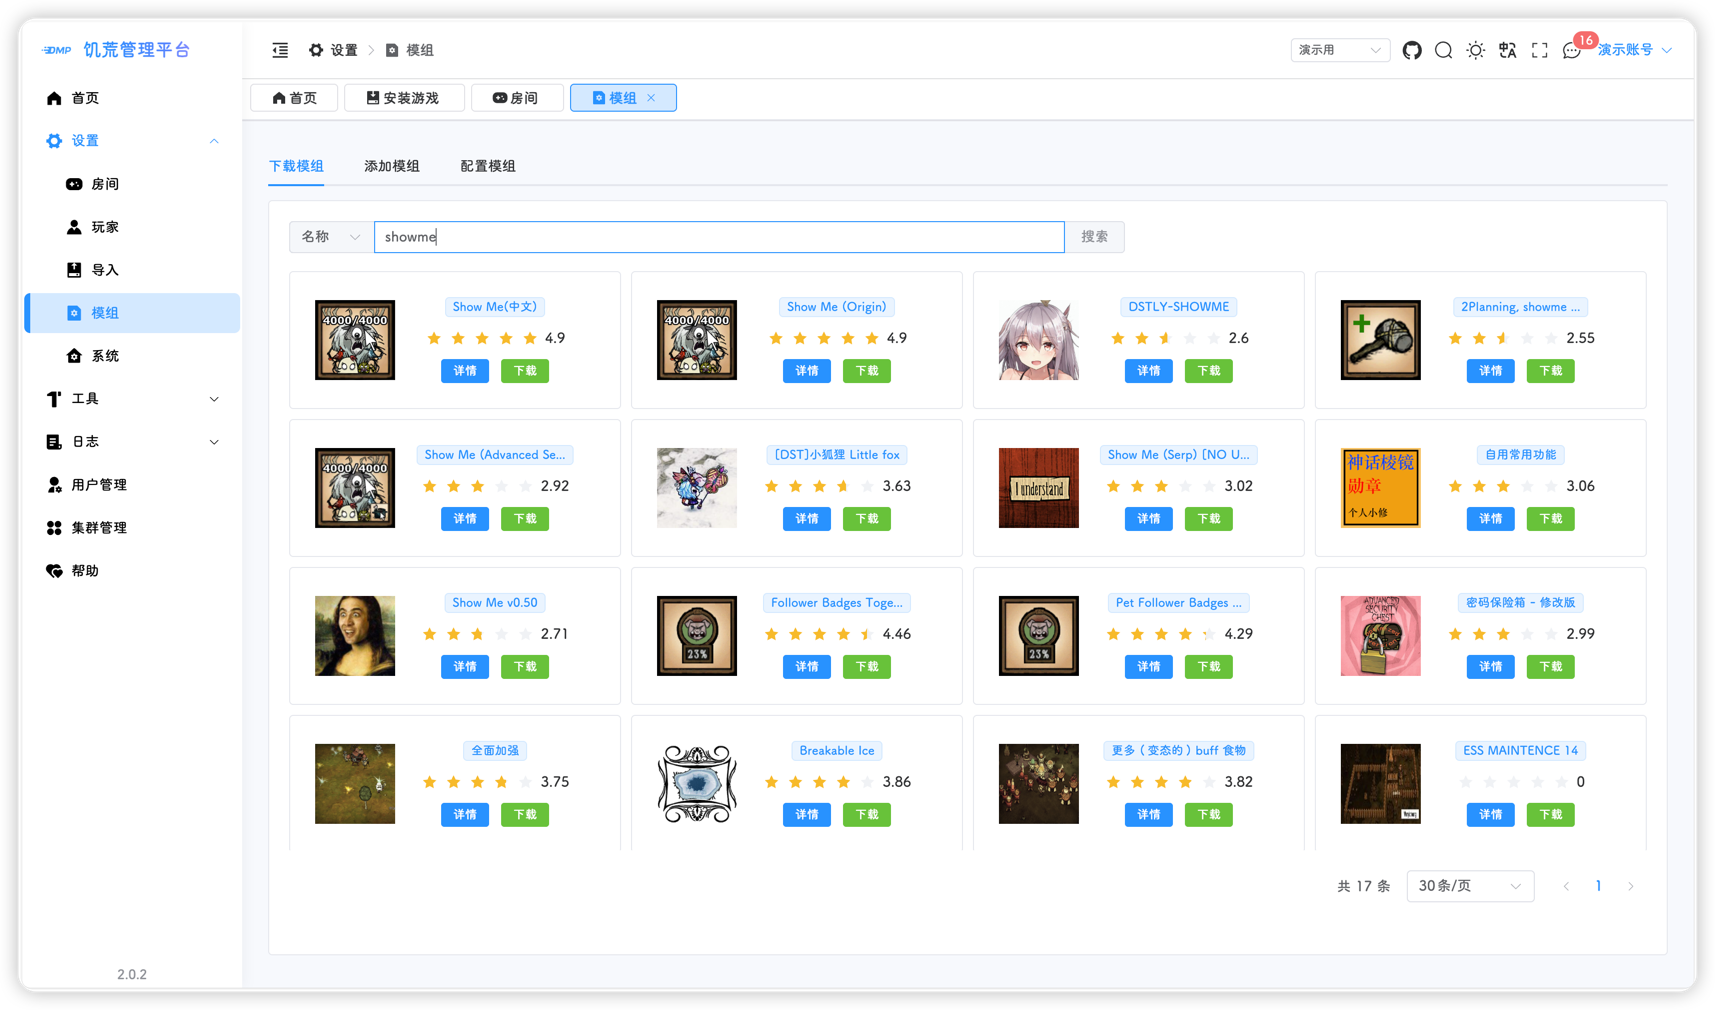 DMP 饥荒管理平台
设置 > 模组
演示用
16
演示账号
首页
安装游戏
房间
模组 ×
首页
设置
房间
玩家
导入
模组
系统
工具
日志
用户管理
集群管理
帮助
2.0.2
下载模组
添加模组
配置模组
名称
showme
搜索
4000/4000
Show Me(中文)
4.9
详情 下载
4000/4000
Show Me (Origin)
4.9
详情 下载
DSTLY-SHOWME
2.6
详情 下载
2Planning, showme ...
2.55
详情 下载
4000/4000
Show Me (Advanced Se...
2.92
详情 下载
[DST]小狐狸 Little fox
3.63
详情 下载
I understand
Show Me (Serp) [NO U...
3.02
详情 下载
神话棱镜
勋章
个人小修
自用常用功能
3.06
详情 下载
Show Me v0.50
2.71
详情 下载
23%
Follower Badges Toge...
4.46
详情 下载
23%
Pet Follower Badges ...
4.29
详情 下载
ADVANCED
SECURITY
CHEST
密码保险箱 - 修改版
2.99
详情 下载
全面加强
3.75
详情 下载
Breakable Ice
3.86
详情 下载
更多（变态的）buff 食物
3.82
详情 下载
ESS MAINTENCE 14
0
详情 下载
共 17 条
30条/页
< 1 >